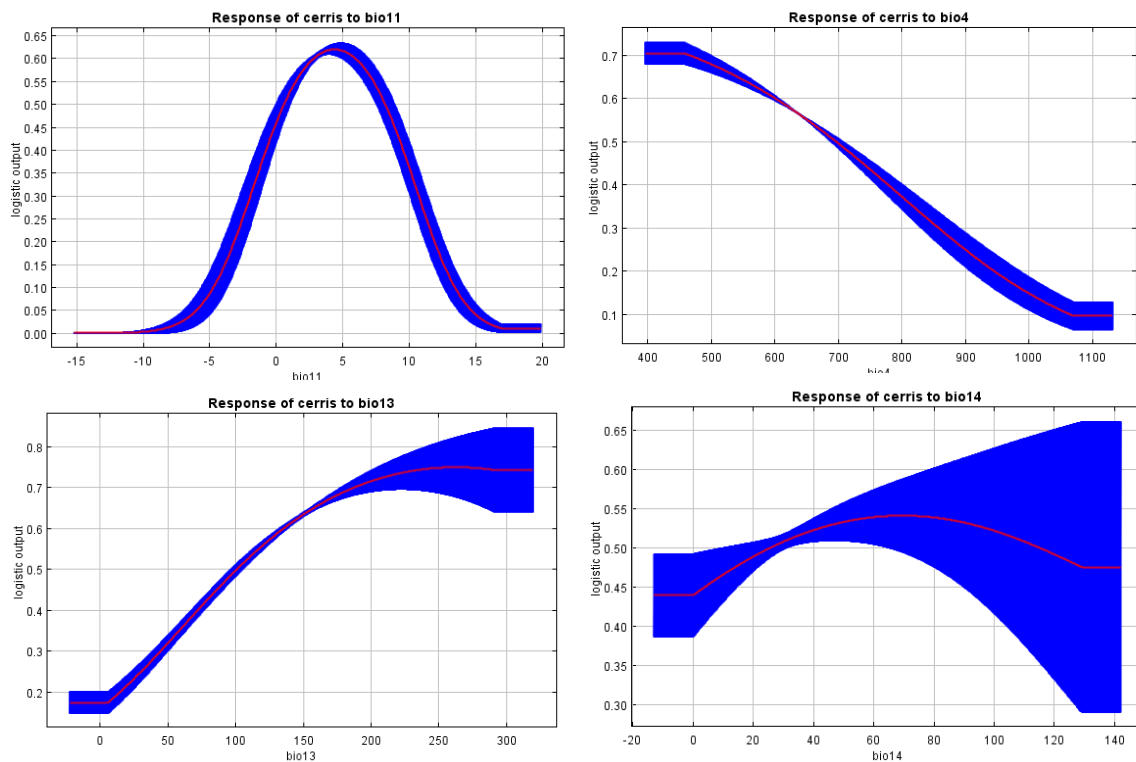 Response of cerris to bio11
logistic output
0.65
0.60
0.55
0.50
0.45
0.40
0.35
0.30
0.25
0.20
0.15
0.10
0.05
0.00
-15 -10 -5 0 5 10 15 20
bio11
Response of cerris to bio4
logistic output
0.7
0.6
0.5
0.4
0.3
0.2
0.1
400 500 600 700 800 900 1000 1100
bio4
Response of cerris to bio13
logistic output
0.8
0.7
0.6
0.5
0.4
0.3
0.2
0 50 100 150 200 250 300
bio13
Response of cerris to bio14
logistic output
0.65
0.60
0.55
0.50
0.45
0.40
0.35
0.30
-20 0 20 40 60 80 100 120 140
bio14